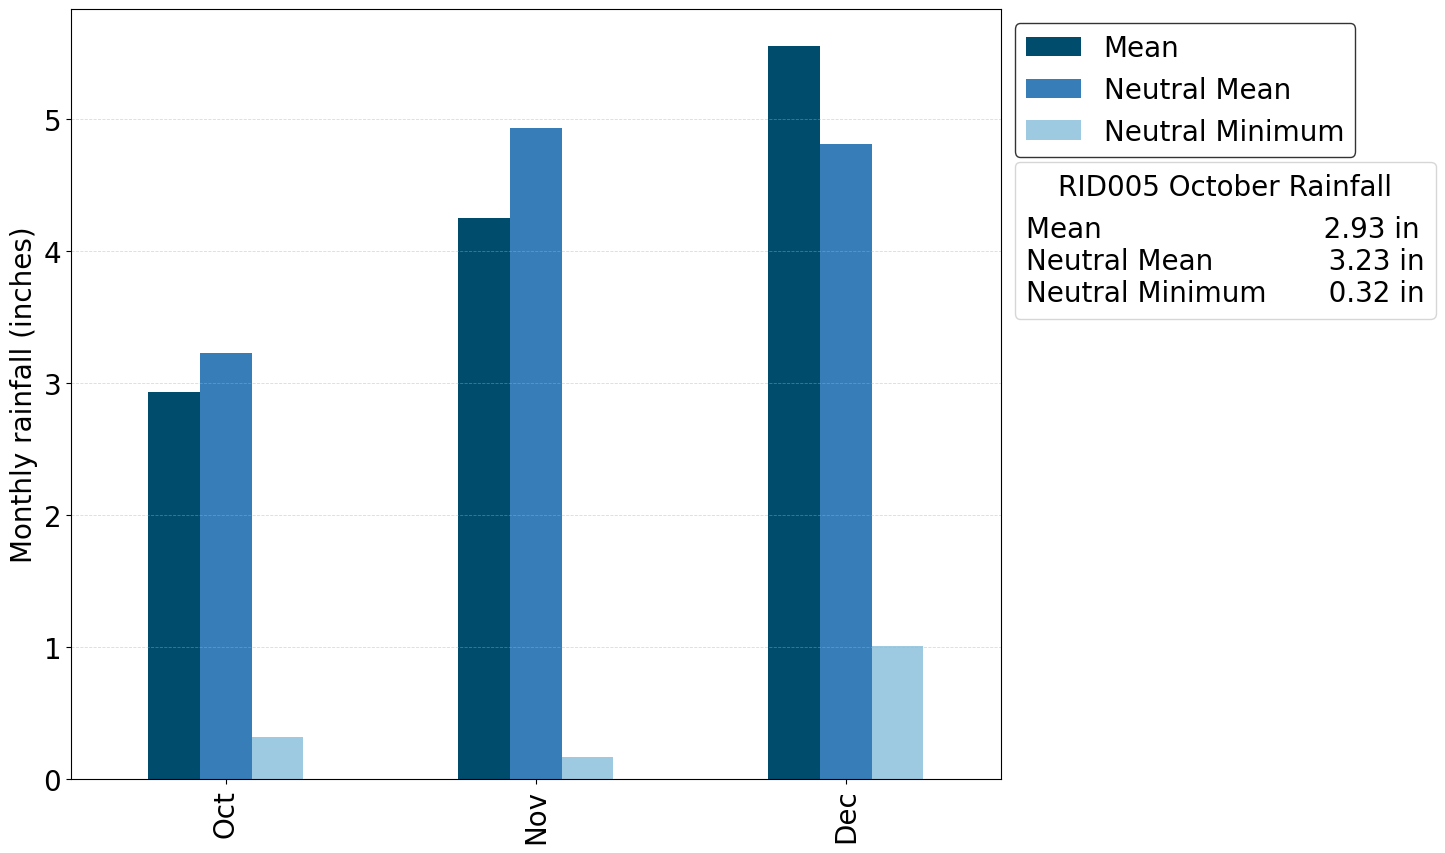 Monthly rainfall (inches)
5
4
3
2
1
0
Oct
Nov
Dec
Mean
Neutral Mean
Neutral Minimum
RID005 October Rainfall
Mean 2.93 in
Neutral Mean 3.23 in
Neutral Minimum 0.32 in